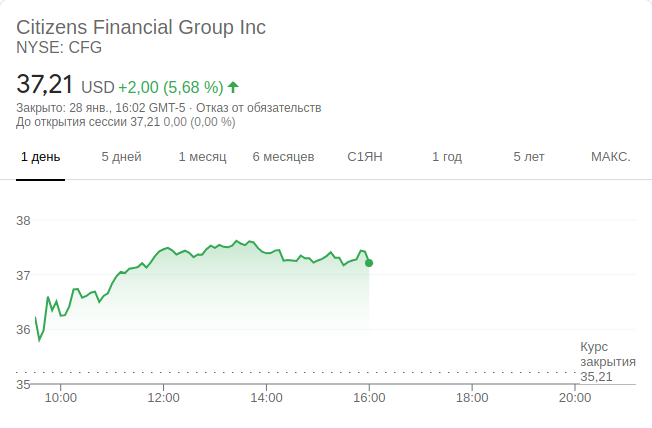 Citizens Financial Group Inc
NYSE: CFG
37,21 USD +2,00 (5,68 %)
Закрыто: 28 янв., 16:02 GMT-5 · Отказ от обязательств
До открытия сессии 37,21 0,00 (0,00 %)
1 день 5 дней 1 месяц 6 месяцев С1ЯН 1 год 5 лет МАКС.
38
37
36
Курс
закрытия
35,21
35
10:00 12:00 14:00 16:00 18:00 20:00